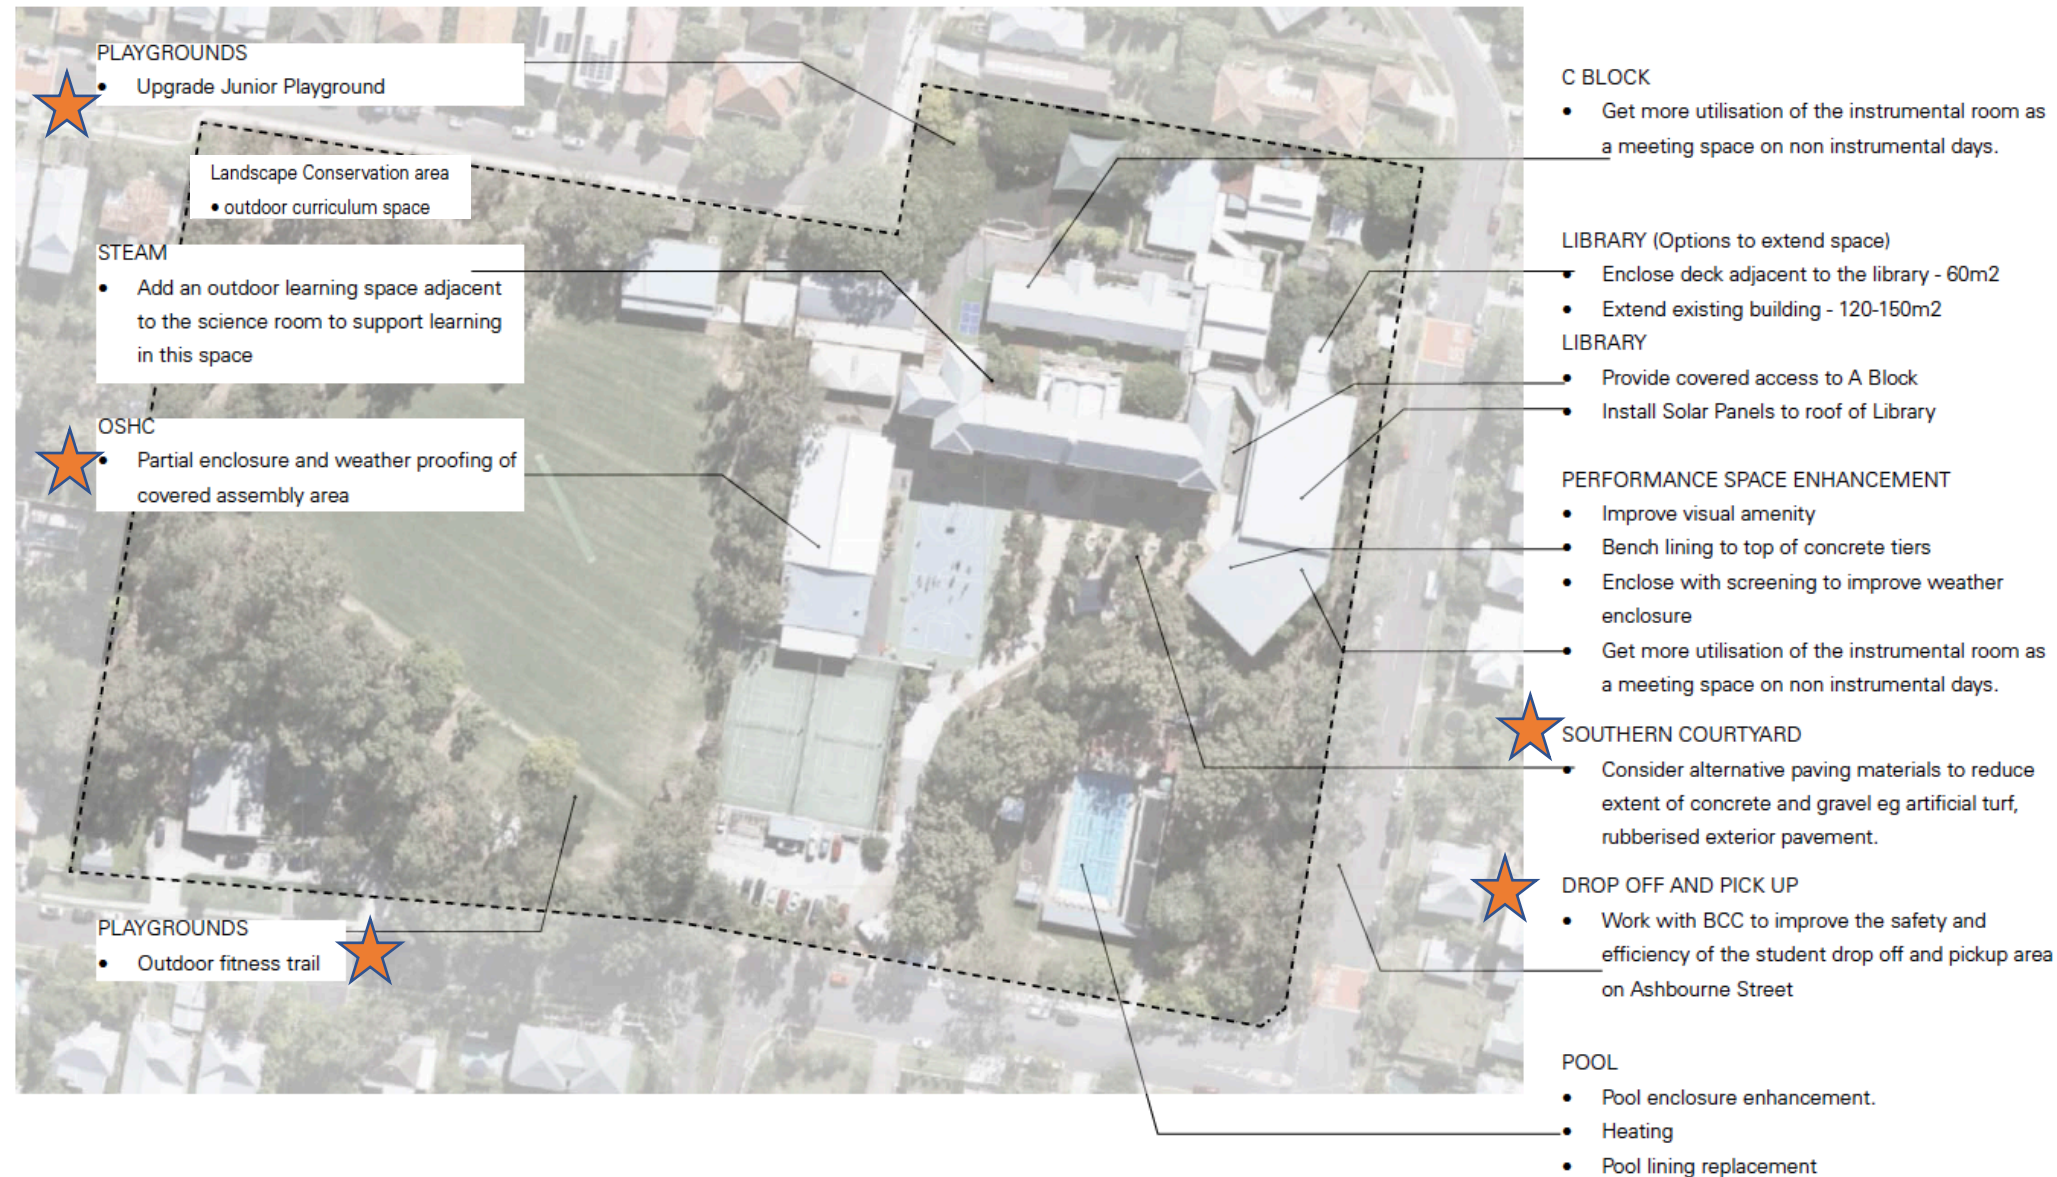 PLAYGROUNDS
• Upgrade Junior Playground
Landscape Conservation area
• outdoor curriculum space
STEAM
• Add an outdoor learning space adjacent
to the science room to support learning
in this space
OSHC
• Partial enclosure and weather proofing of
covered assembly area
PLAYGROUNDS
• Outdoor fitness trail
C BLOCK
• Get more utilisation of the instrumental room as
a meeting space on non instrumental days.
LIBRARY (Options to extend space)
• Enclose deck adjacent to the library - 60m2
• Extend existing building - 120-150m2
LIBRARY
• Provide covered access to A Block
• Install Solar Panels to roof of Library
PERFORMANCE SPACE ENHANCEMENT
• Improve visual amenity
• Bench lining to top of concrete tiers
• Enclose with screening to improve weather
enclosure
• Get more utilisation of the instrumental room as
a meeting space on non instrumental days.
SOUTHERN COURTYARD
• Consider alternative paving materials to reduce
extent of concrete and gravel eg artificial turf,
rubberised exterior pavement.
DROP OFF AND PICK UP
• Work with BCC to improve the safety and
efficiency of the student drop off and pickup area
on Ashbourne Street
POOL
• Pool enclosure enhancement.
• Heating
• Pool lining replacement